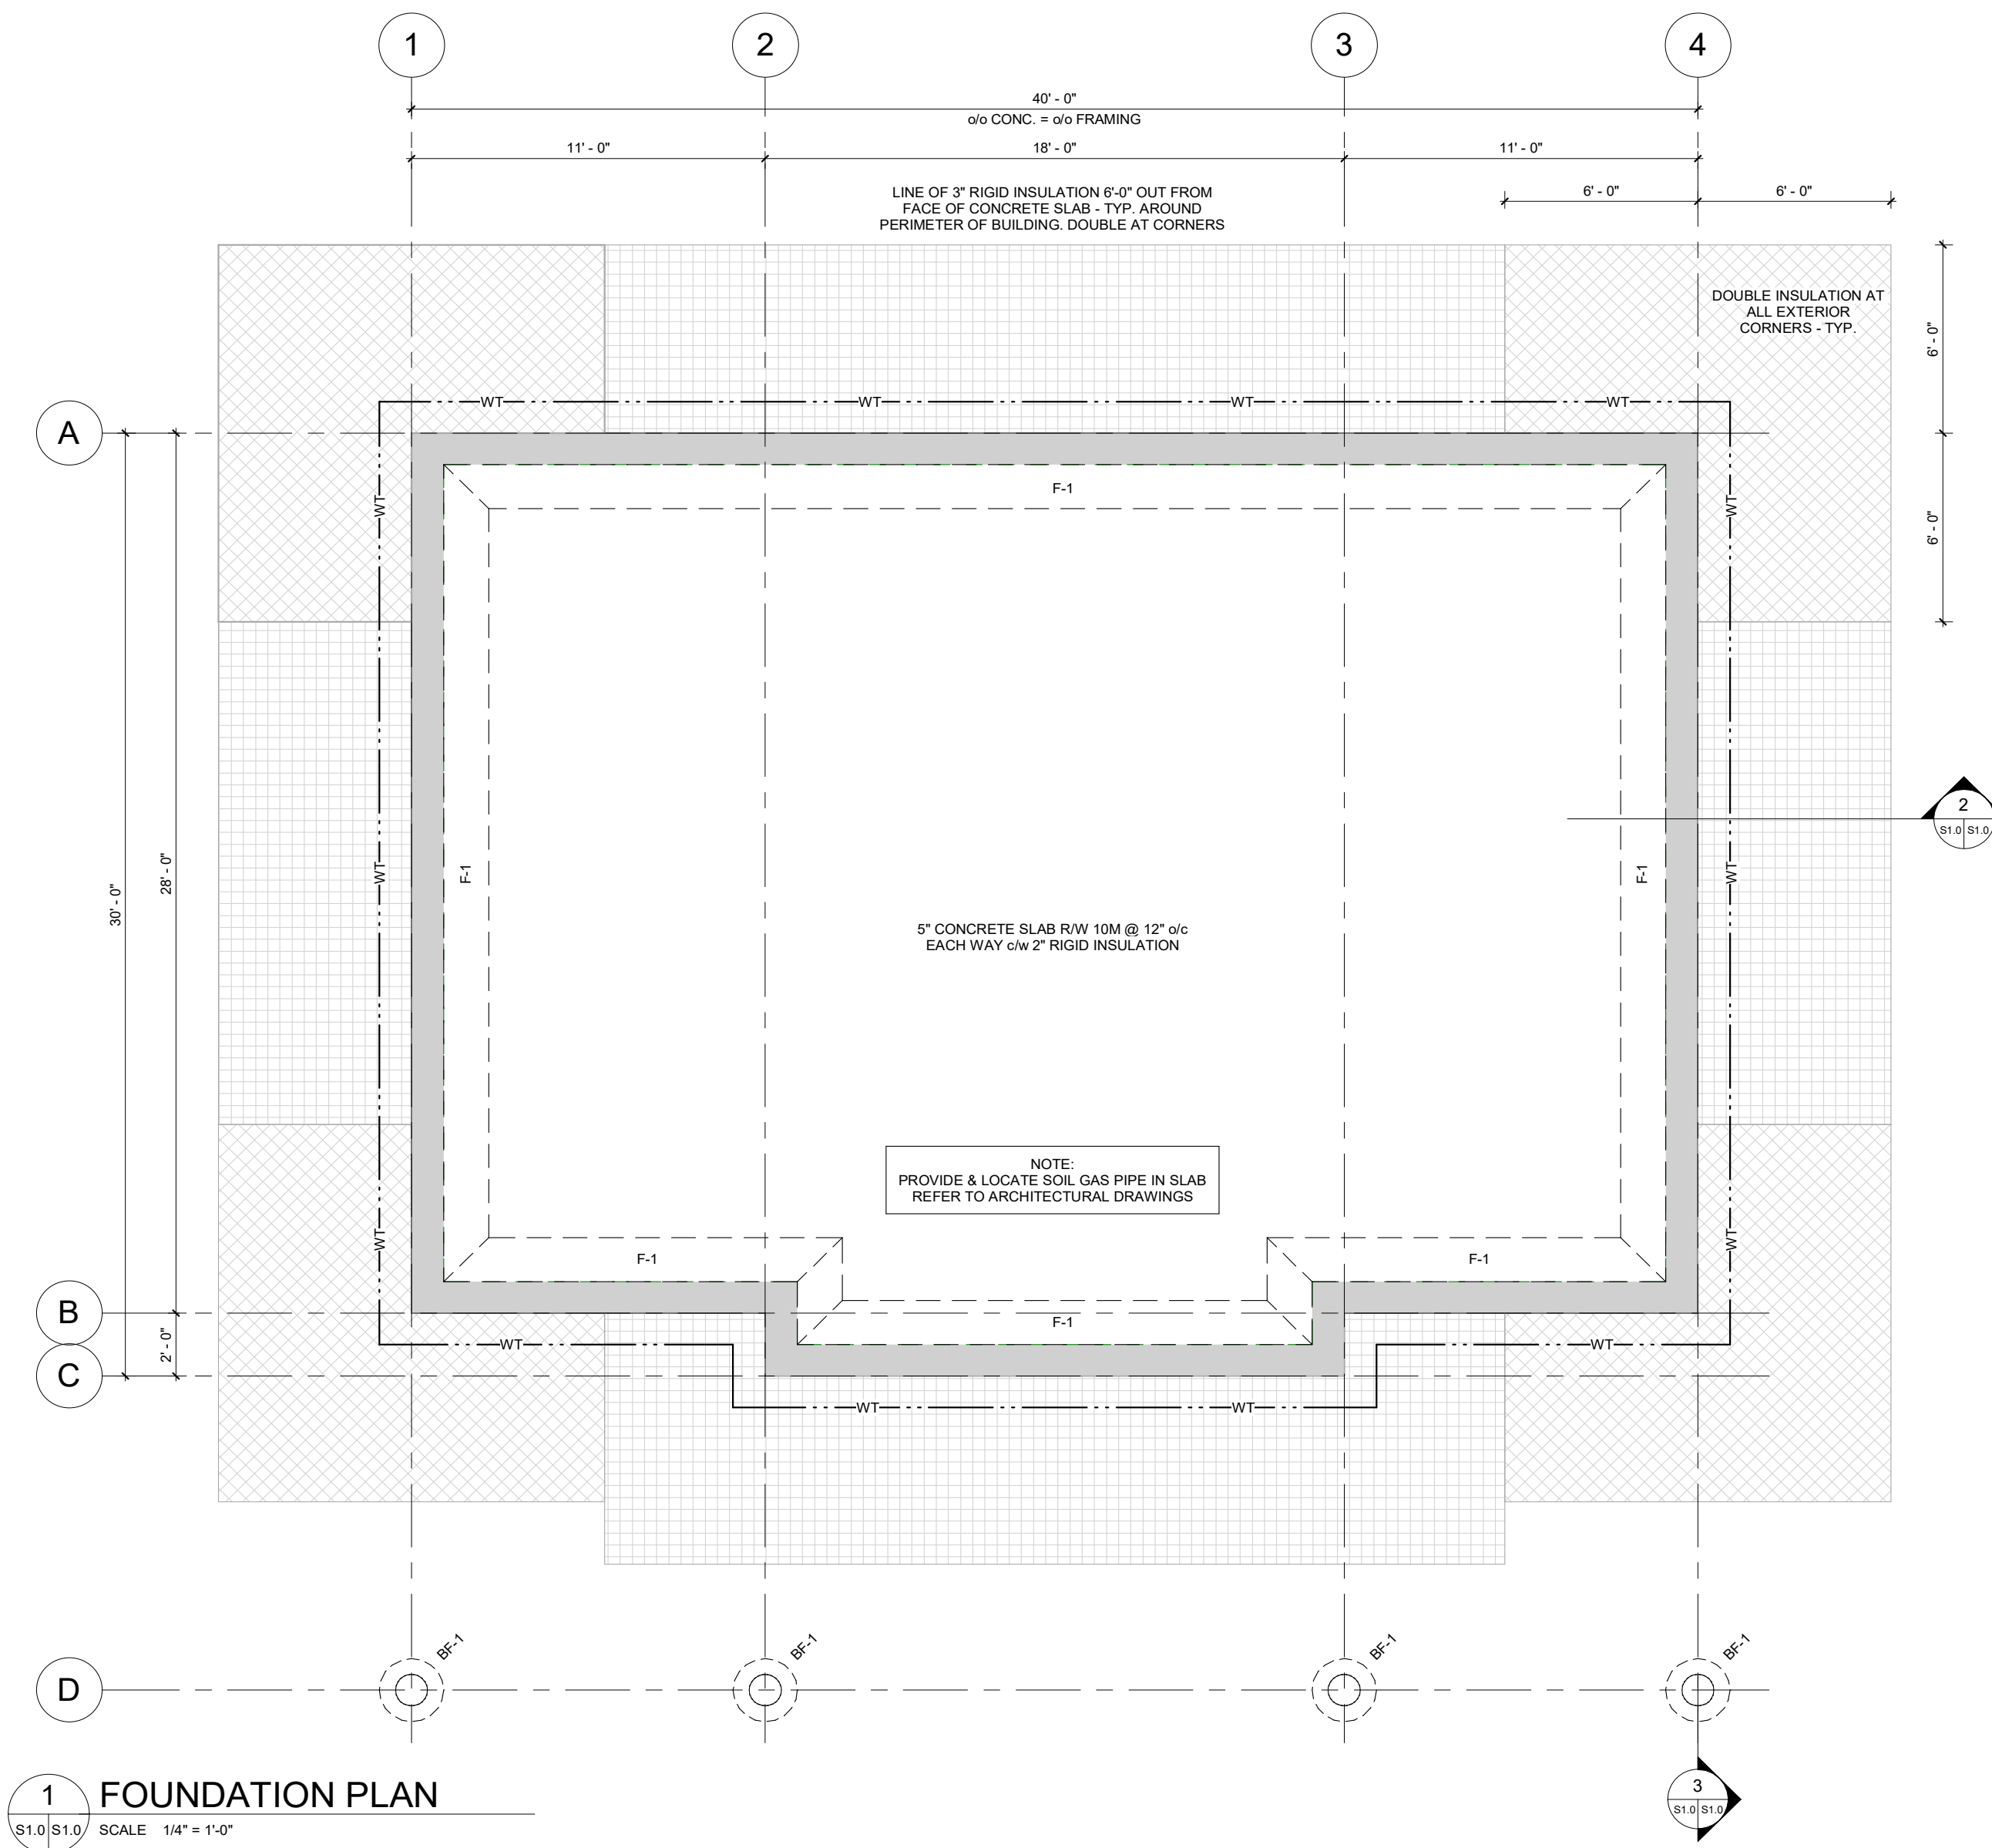 1
2
3
4
40' - 0"
o/o CONC. = o/o FRAMING
11' - 0"
18' - 0"
11' - 0"
LINE OF 3" RIGID INSULATION 6'-0" OUT FROM
FACE OF CONCRETE SLAB - TYP. AROUND
PERIMETER OF BUILDING. DOUBLE AT CORNERS
6' - 0"
6' - 0"
DOUBLE INSULATION AT
ALL EXTERIOR
CORNERS - TYP.
6' - 0"
6' - 0"
A
WT
WT
WT
WT
F-1
WT
WT
2
S1.0 S1.0
30' - 0"
28' - 0"
WT
F-1
F-1
WT
5" CONCRETE SLAB R/W 10M @ 12" o/c
EACH WAY c/w 2" RIGID INSULATION
NOTE:
PROVIDE & LOCATE SOIL GAS PIPE IN SLAB
REFER TO ARCHITECTURAL DRAWINGS
WT
WT
F-1
F-1
B
F-1
2' - 0"
WT
WT
C
WT
WT
BF-1
BF-1
BF-1
BF-1
D
1
S1.0 S1.0
FOUNDATION PLAN
SCALE 1/4" = 1'-0"
3
S1.0 S1.0